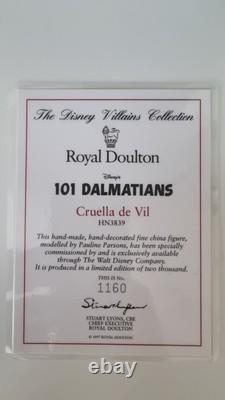 The Disney Villains Collection
Royal Doulton
Disney's
101 DALMATIANS
Cruella de Vil
HN3839
This hand-made, hand-decorated fine china figure,
modelled by Pauline Parsons, has been specially
commissioned by and is exclusively available
through The Walt Disney Company.
It is produced in a limited edition of two thousand.
THIS IS No.
1160
STUART LYONS, CBE
CHIEF EXECUTIVE
ROYAL DOULTON
© 1997 ROYAL DOULTON
www.worthpoint.com